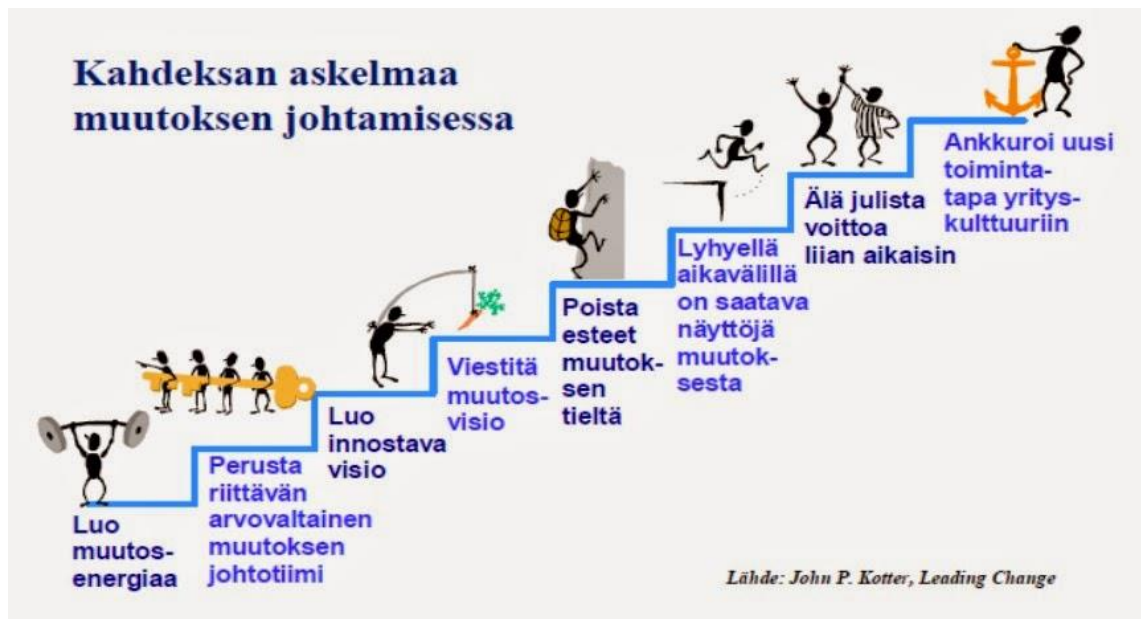 Kahdeksan askelmaa
muutoksen johtamisessa
Luo
muutos-
energiaa
Perusta
riittävän
arvovaltainen
muutoksen
johtotiimi
Luo
innostava
visio
Viestitä
muutos-
visio
Poista
esteet
muutok-
sen
tieltä
Lyhyellä
aikavälillä
on saatava
näyttöjä
muutok-
sesta
Älä julista
voittoa
liian aikaisin
Ankkuroi uusi
toiminta-
tapa yritys-
kulttuuriin
Lähde: John P. Kotter, Leading Change